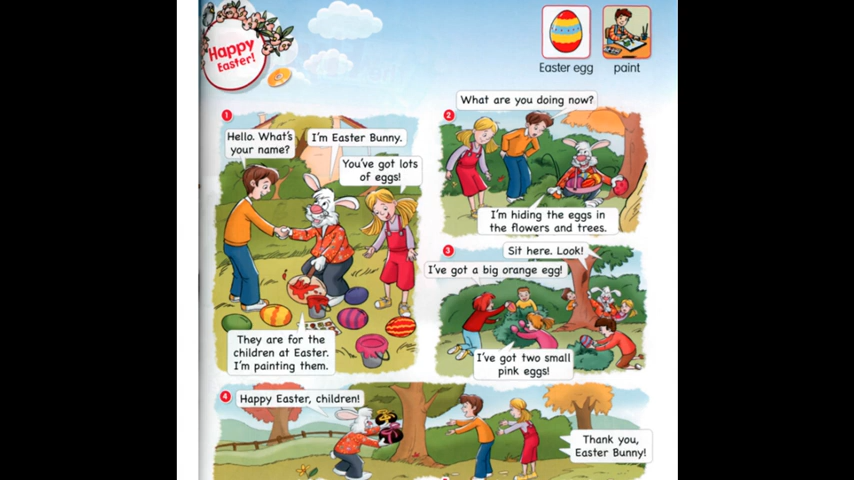 Happy
Easter!
Easter egg
paint
1
Hello. What's
your name?
I'm Easter Bunny.
You've got lots
of eggs!
They are for the
children at Easter.
I'm painting them.
2
What are you doing now?
I'm hiding the eggs in
the flowers and trees.
3
Sit here. Look!
I've got a big orange egg!
I've got two small
pink eggs!
4
Happy Easter, children!
Thank you,
Easter Bunny!